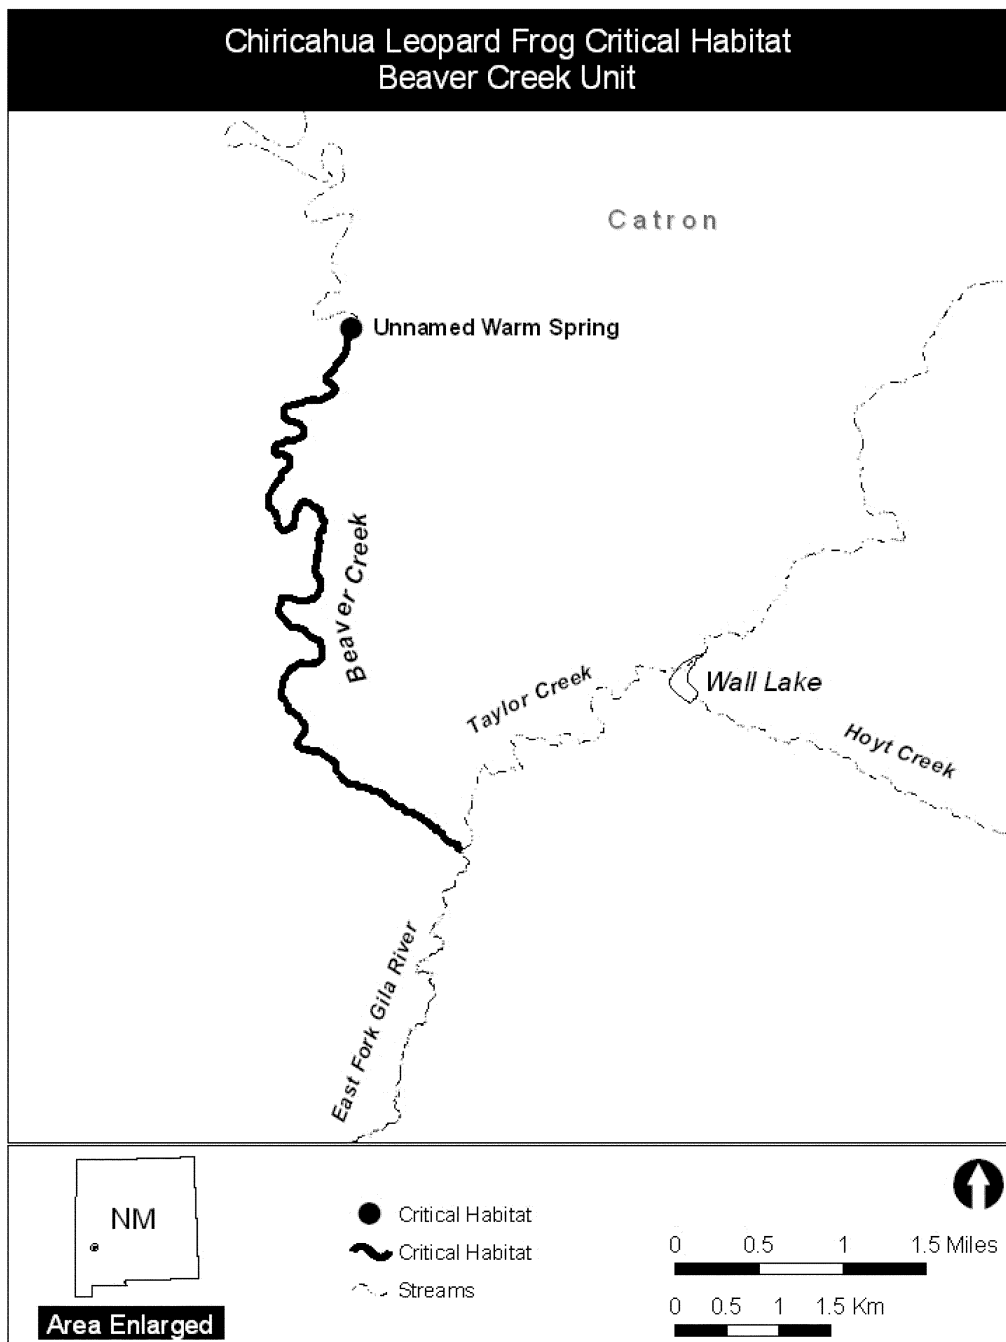 Chiricahua Leopard Frog Critical Habitat
Beaver Creek Unit
Catron
Unnamed Warm Spring
Beaver Creek
Taylor Creek
Wall Lake
Hoyt Creek
East Fork Gila River
NM
Area Enlarged
Critical Habitat
Critical Habitat
Streams
0 0.5 1 1.5 Miles
0 0.5 1 1.5 Km